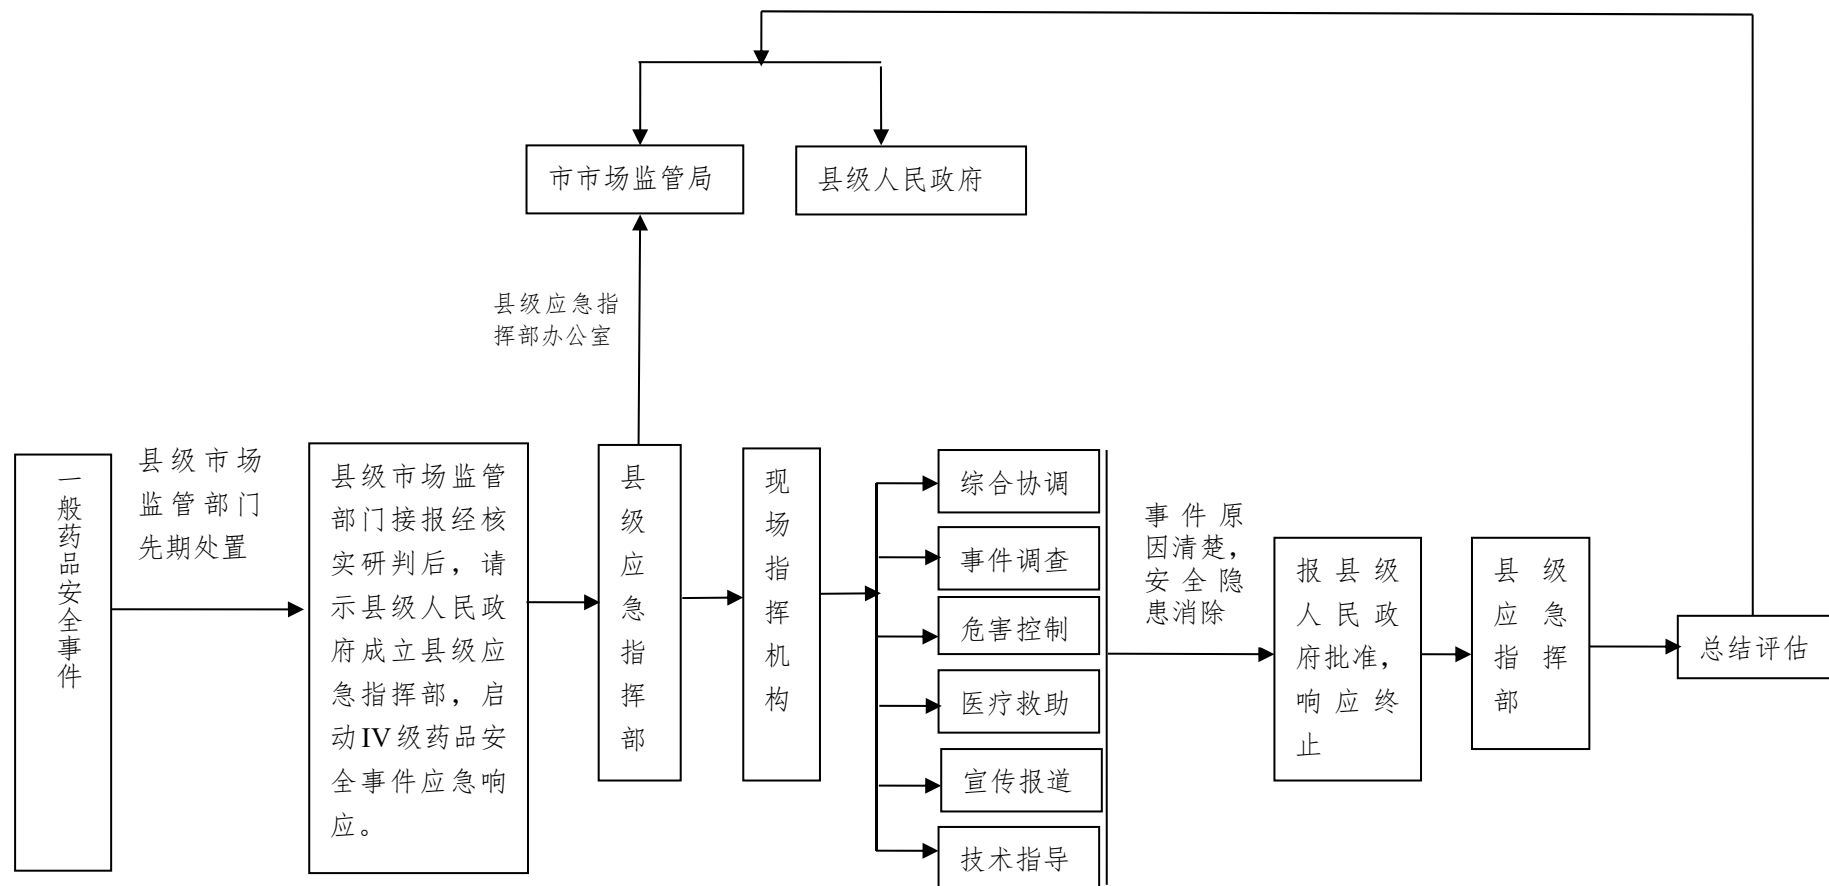 市市场监管局
县级人民政府
县级应急指
挥部办公室
一般药品安全事件
县级市场
监管部门
先期处置
县级市场监管
部门接报经核
实研判后，请
示县级人民政
府成立县级应
急指挥部，启
动IV级药品安
全事件应急响
应。
县级应急指挥部
现场指挥机构
综合协调
事件调查
危害控制
医疗救助
宣传报道
技术指导
事件原
因清楚，
安全隐
患消除
报县级
人民政
府批准，
响应终
止
县级
应急
指挥
部
总结评估